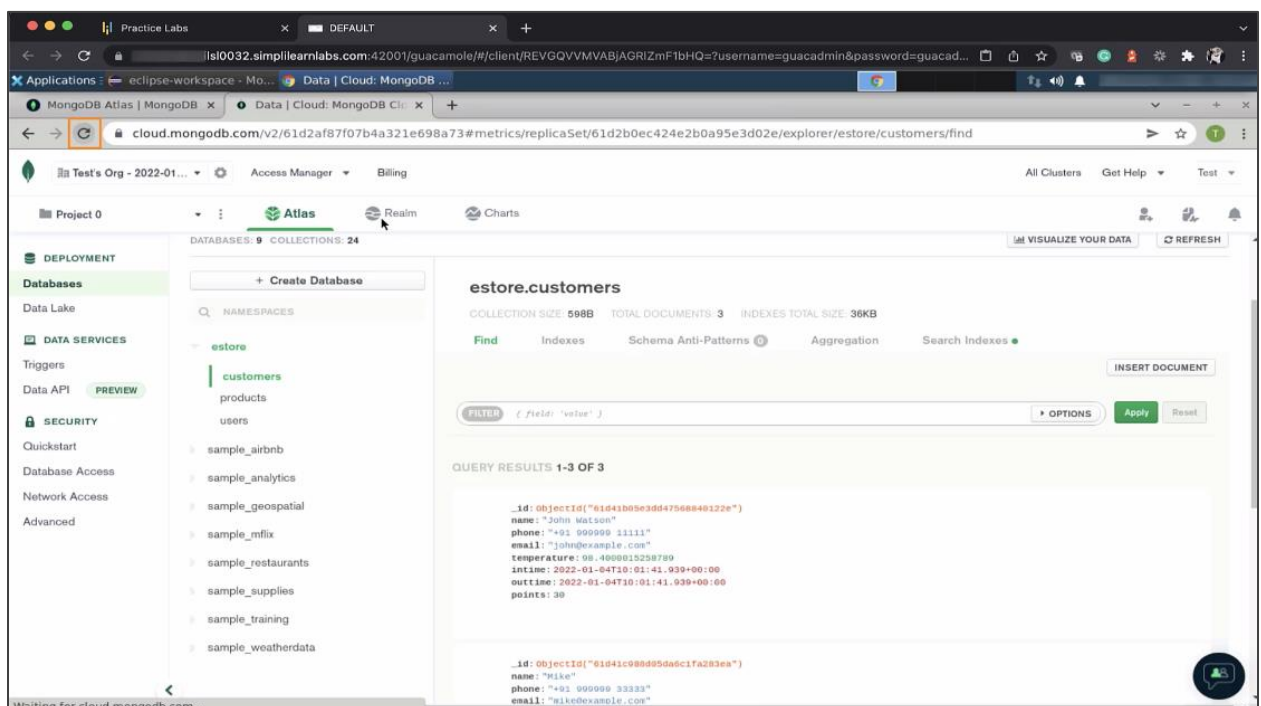 Practice Labs DEFAULT
lsl0032.simplilearnlabs.com:42001/guacamole/#/client/REVGQVVMVABjAGRIZmF1bHQ=?username=guacadmin&password=guacad...
Applications eclipse-workspace - Mo... Data | Cloud: MongoDB ...
MongoDB Atlas | MongoDB Data | Cloud: MongoDB Clo
cloud.mongodb.com/v2/61d2af87f07b4a321e698a73#metrics/replicaSet/61d2b0ec424e2b0a95e3d02e/explorer/estore/customers/find
T
Test's Org - 2022-01... Access Manager Billing All Clusters Get Help Test
Project 0 Atlas Realm Charts
DATABASES: 9 COLLECTIONS: 24 VISUALIZE YOUR DATA REFRESH
DEPLOYMENT
Databases
Data Lake
DATA SERVICES
Triggers
Data API PREVIEW
SECURITY
Quickstart
Database Access
Network Access
Advanced
+ Create Database
NAMESPACES
estore
customers
products
users
sample_airbnb
sample_analytics
sample_geospatial
sample_mflix
sample_restaurants
sample_supplies
sample_training
sample_weatherdata
estore.customers
COLLECTION SIZE: 598B TOTAL DOCUMENTS: 3 INDEXES TOTAL SIZE: 36KB
Find Indexes Schema Anti-Patterns 0 Aggregation Search Indexes
INSERT DOCUMENT
FILTER { field: 'value' } OPTIONS Apply Reset
QUERY RESULTS 1-3 OF 3
_id: ObjectId("61d41b05e3dd47568840122e")
name: "John Watson"
phone: "+91 999999 11111"
email: "john@example.com"
temperature: 98.4000015258789
intime: 2022-01-04T10:01:41.939+00:00
outtime: 2022-01-04T10:01:41.939+00:00
points: 30
_id: ObjectId("61d41c980d05da6c1fa283ea")
name: "Mike"
phone: "+91 999999 33333"
email: "mike@example.com"
Waiting for cloud.mongodb.com